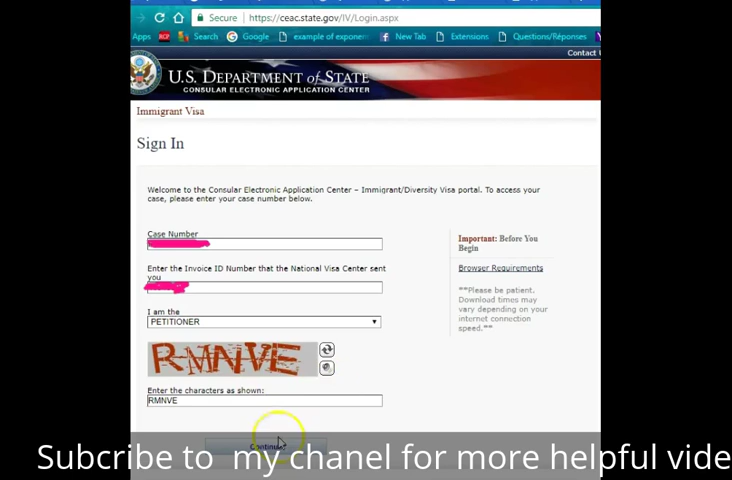 Secure https://ceac.state.gov/IV/Login.aspx
Apps Search Google example of exponen New Tab Extensions Questions/Réponses
Contact
U.S. DEPARTMENT of STATE
CONSULAR ELECTRONIC APPLICATION CENTER
Immigrant Visa
Sign In
Welcome to the Consular Electronic Application Center – Immigrant/Diversity Visa portal. To access your
case, please enter your case number below.
Case Number
Enter the Invoice ID Number that the National Visa Center sent
you
I am the
PETITIONER
RMNVE
Enter the characters as shown:
RMNVE
Continue
Important: Before You
Begin
Browser Requirements
**Please be patient.
Download times may
vary depending on your
internet connection
speed.**
Subcribe to my chanel for more helpful vide